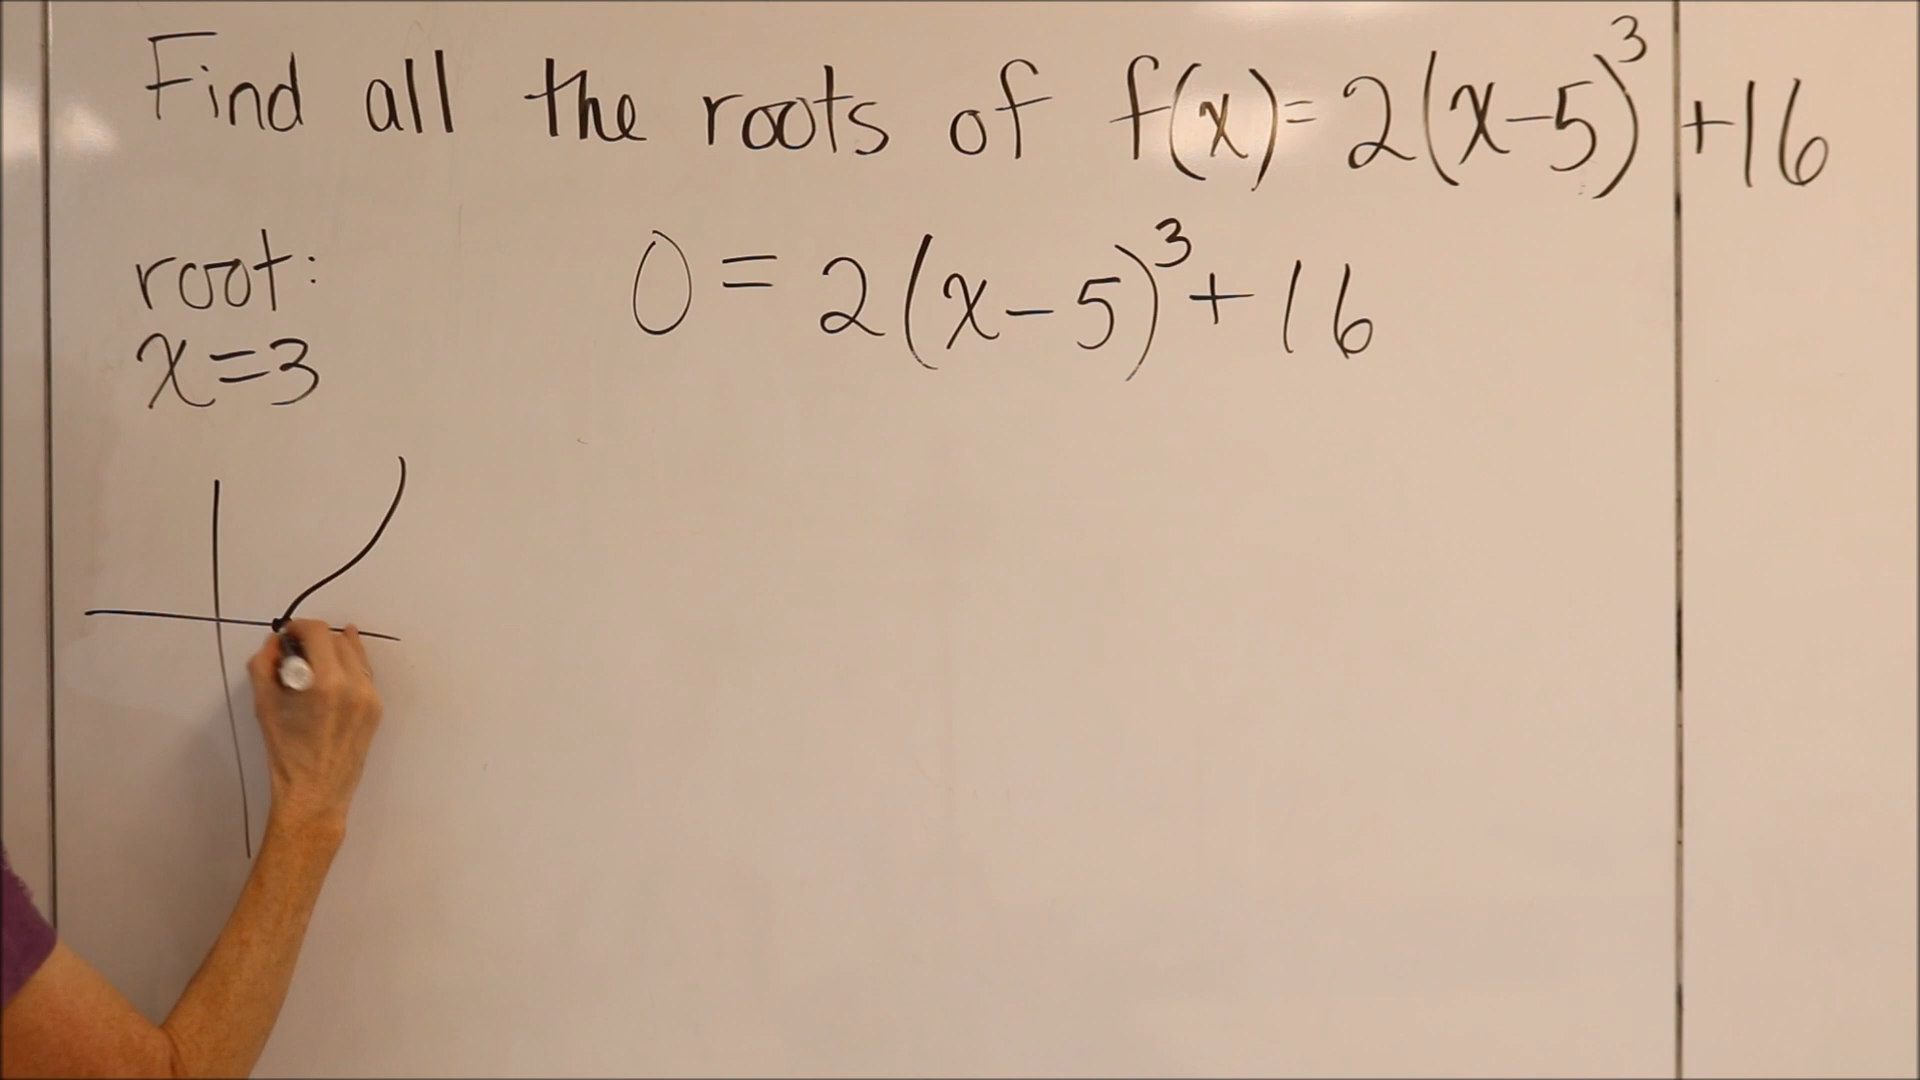 Find all the roots of f(x)=2(x-5)³+16
root:
x=3
0=2(x-5)³+16